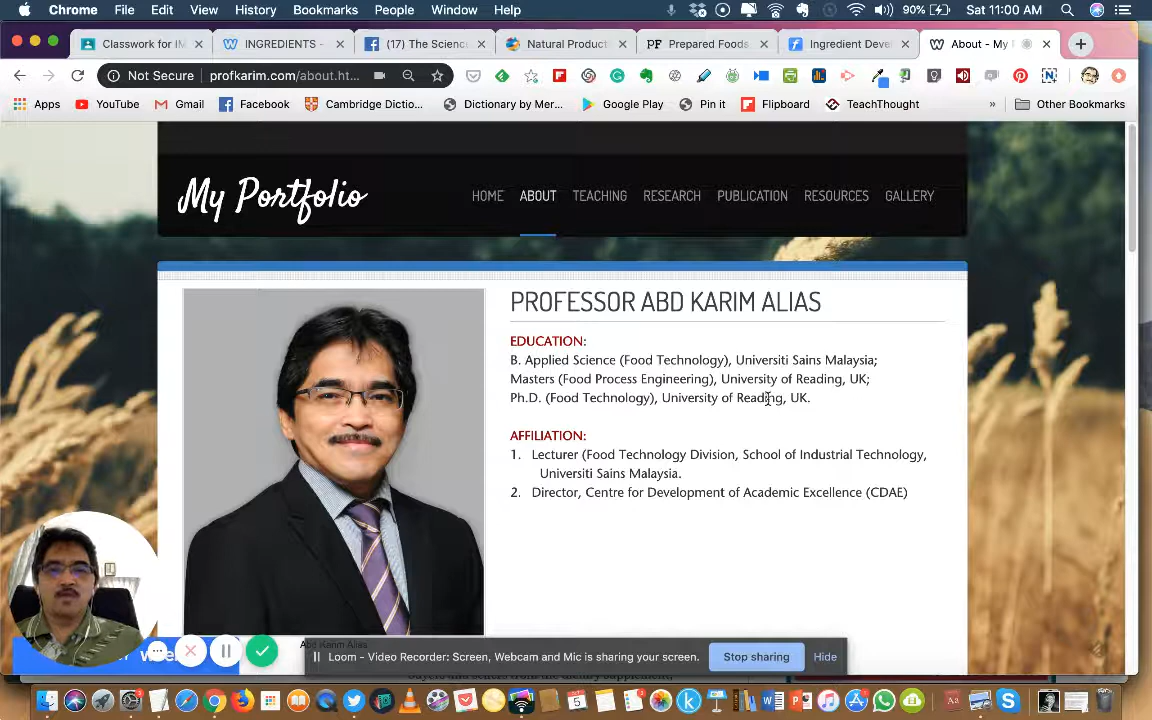 Chrome File Edit View History Bookmarks People Window Help 90% Sat 11:00 AM
Classwork for IM INGREDIENTS - (17) The Scienc Natural Product PF Prepared Foods Ingredient Deve About - My
Not Secure profkarim.com/about.ht...
Apps YouTube Gmail Facebook Cambridge Dictio... Dictionary by Mer... Google Play Pin it Flipboard TeachThought » Other Bookmarks
My Portfolio
HOME ABOUT TEACHING RESEARCH PUBLICATION RESOURCES GALLERY
PROFESSOR ABD KARIM ALIAS
EDUCATION:
B. Applied Science (Food Technology), Universiti Sains Malaysia;
Masters (Food Process Engineering), University of Reading, UK;
Ph.D. (Food Technology), University of Reading, UK.
AFFILIATION:
1. Lecturer (Food Technology Division, School of Industrial Technology,
Universiti Sains Malaysia.
2. Director, Centre for Development of Academic Excellence (CDAE)
Abd Karim Alias
Loom – Video Recorder: Screen, Webcam and Mic is sharing your screen. Stop sharing Hide